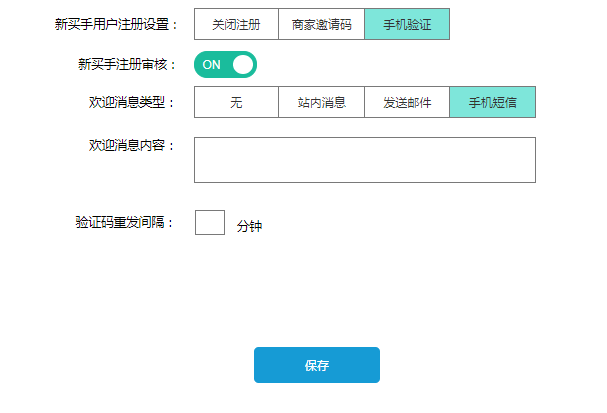 新买手用户注册设置： 关闭注册 商家邀请码 手机验证
新买手注册审核： ON
欢迎消息类型： 无 站内消息 发送邮件 手机短信
欢迎消息内容：
验证码重发间隔： 分钟
保存